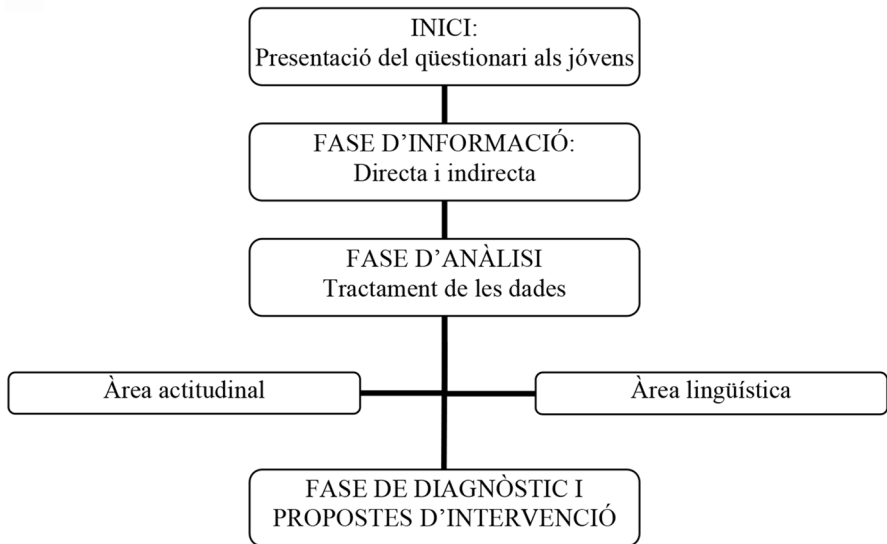 INICI:
Presentació del qüestionari als jóvens
FASE D’INFORMACIÓ:
Directa i indirecta
FASE D’ANÀLISI
Tractament de les dades
Àrea actitudinal
Àrea lingüística
FASE DE DIAGNÒSTIC I
PROPOSTES D’INTERVENCIÓ